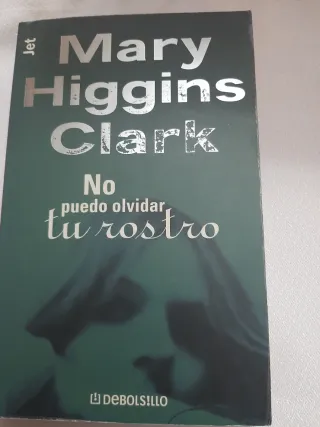 Jet
Mary
Higgins
Clark
No
puedo olvidar
tu rostro
DEBOLSILLO